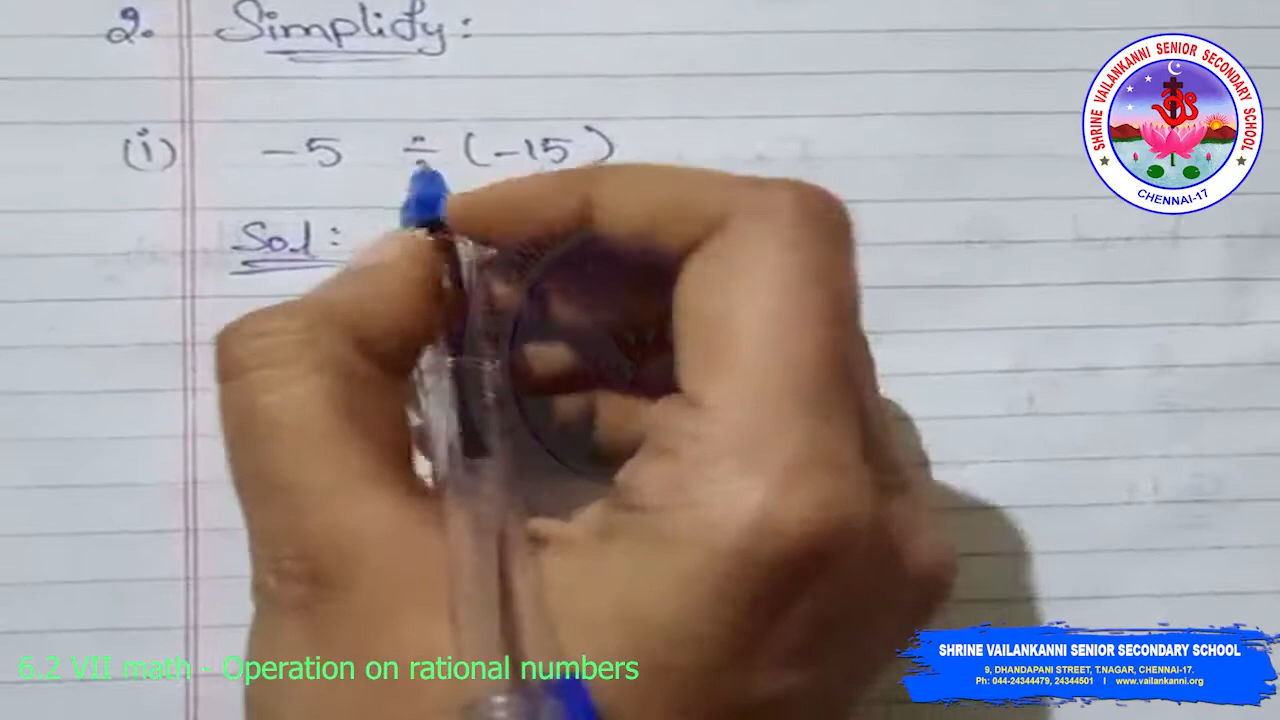 2. Simplify:
(i) -5 ÷ (-15)
Sol:
SHRINE VAILANKANNI SENIOR SECONDARY SCHOOL
CHENNAI-17
6.2 VII math - Operation on rational numbers
SHRINE VAILANKANNI SENIOR SECONDARY SCHOOL
9, DHANDAPANI STREET, T.NAGAR, CHENNAI-17.
Ph: 044-24344479, 24344501 I www.vailankanni.org